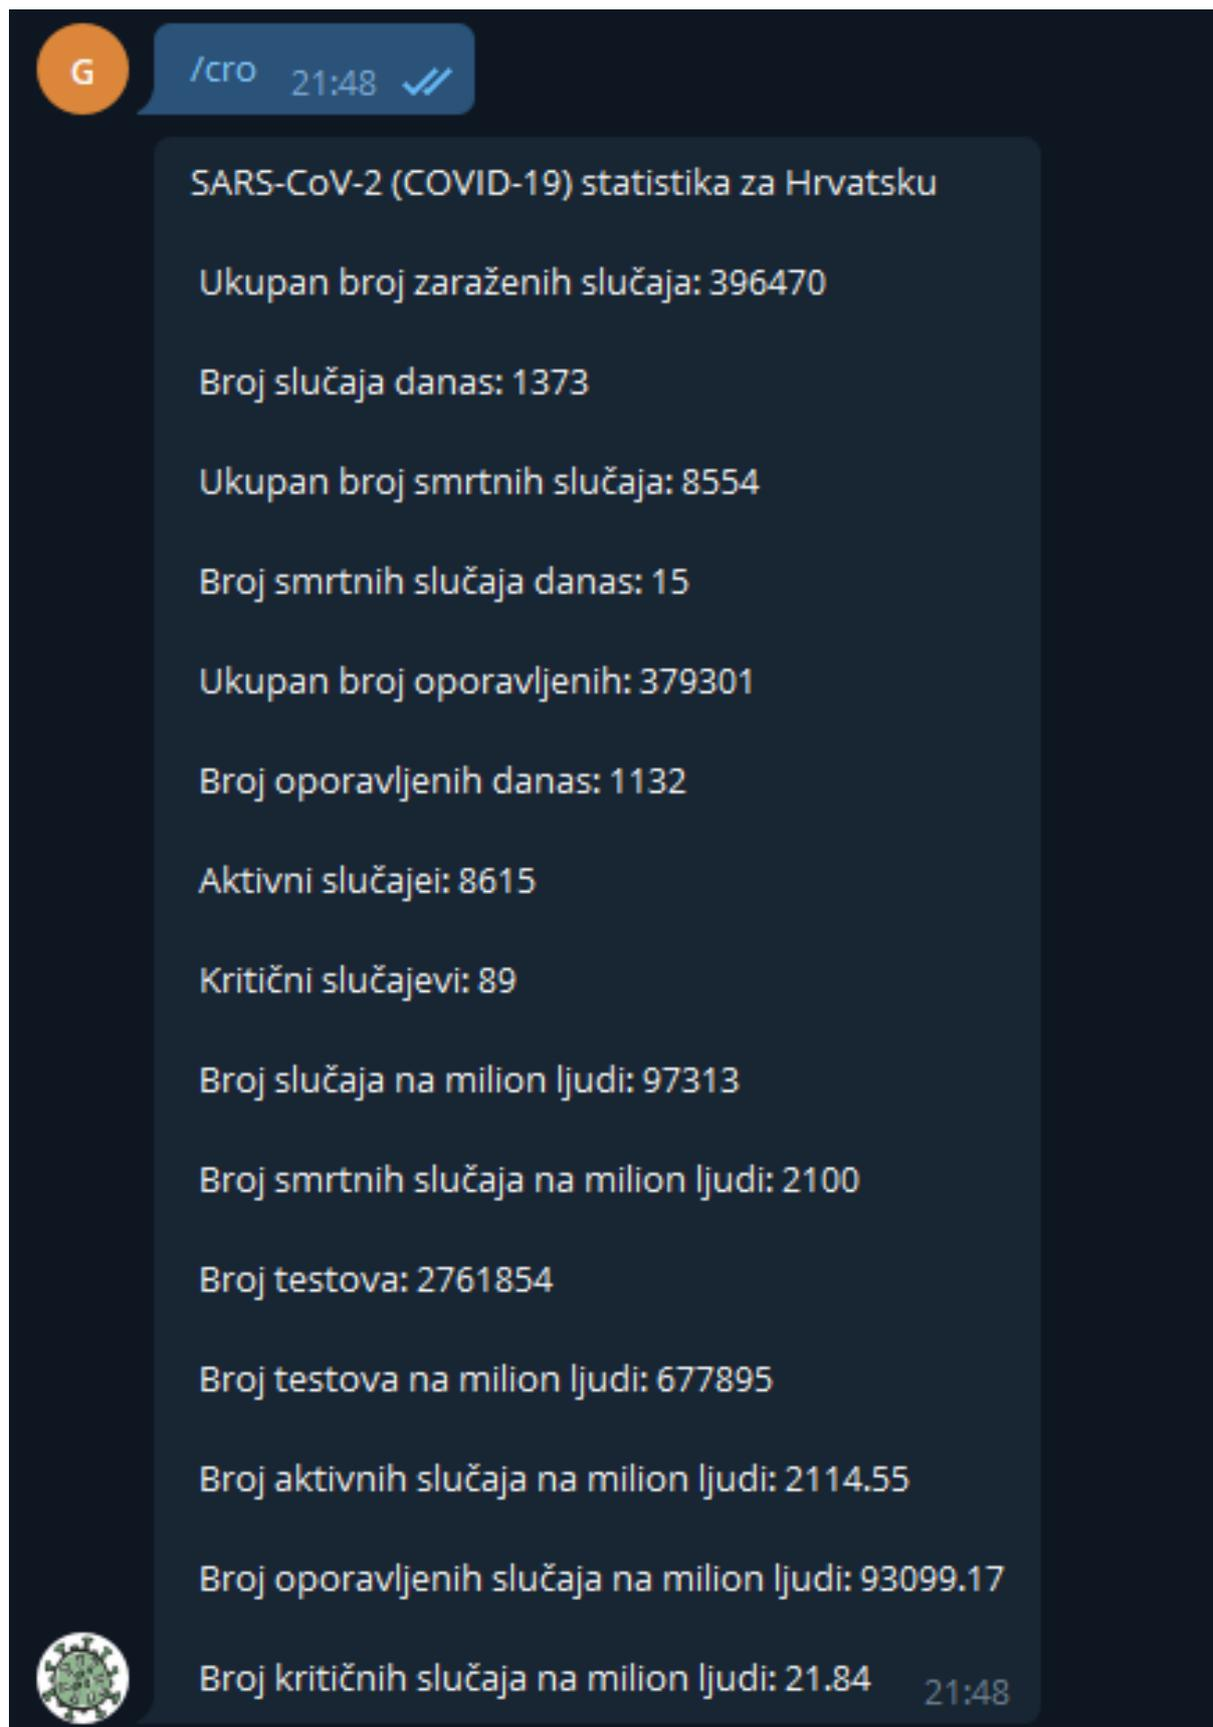 G
/cro 21:48
SARS-CoV-2 (COVID-19) statistika za Hrvatsku
Ukupan broj zaraženih slučaja: 396470
Broj slučaja danas: 1373
Ukupan broj smrtnih slučaja: 8554
Broj smrtnih slučaja danas: 15
Ukupan broj oporavljenih: 379301
Broj oporavljenih danas: 1132
Aktivni slučajei: 8615
Kritični slučajevi: 89
Broj slučaja na milion ljudi: 97313
Broj smrtnih slučaja na milion ljudi: 2100
Broj testova: 2761854
Broj testova na milion ljudi: 677895
Broj aktivnih slučaja na milion ljudi: 2114.55
Broj oporavljenih slučaja na milion ljudi: 93099.17
Broj kritičnih slučaja na milion ljudi: 21.84 21:48